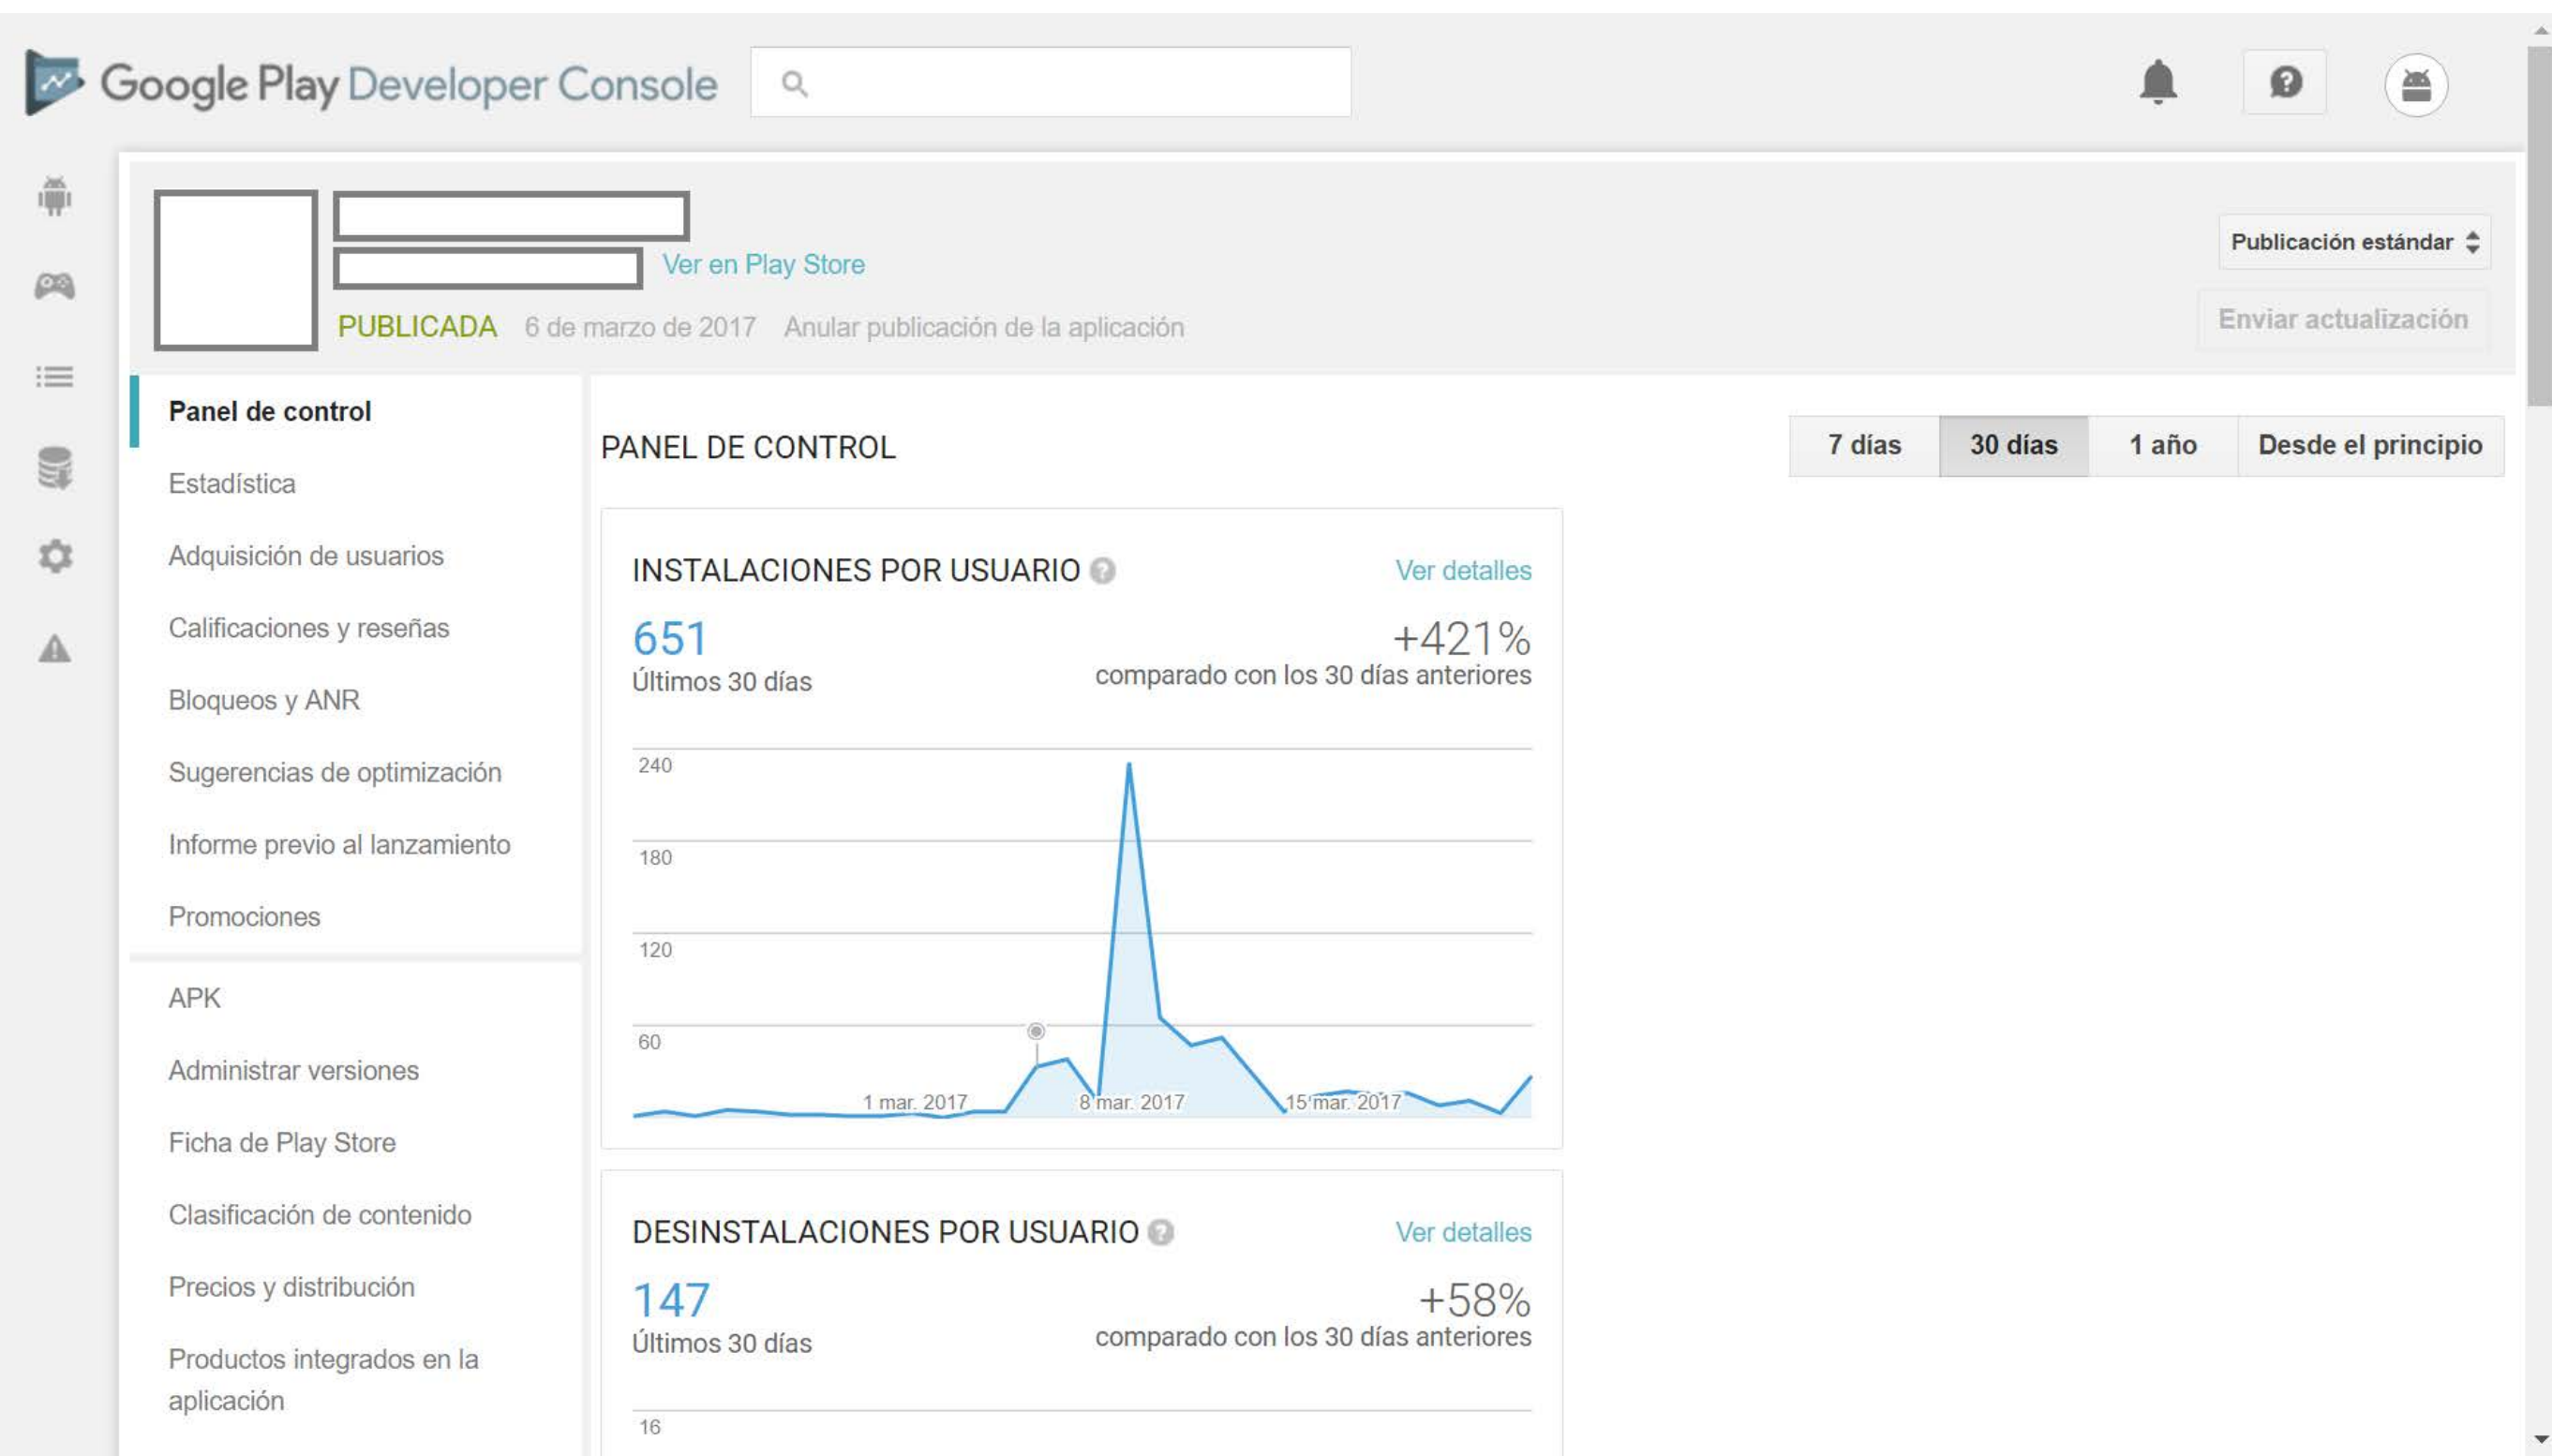 Google Play Developer Console
Ver en Play Store
PUBLICADA 6 de marzo de 2017 Anular publicación de la aplicación
Publicación estándar
Enviar actualización
Panel de control
Estadística
Adquisición de usuarios
Calificaciones y reseñas
Bloqueos y ANR
Sugerencias de optimización
Informe previo al lanzamiento
Promociones
APK
Administrar versiones
Ficha de Play Store
Clasificación de contenido
Precios y distribución
Productos integrados en la
aplicación
PANEL DE CONTROL
7 días 30 días 1 año Desde el principio
INSTALACIONES POR USUARIO ? Ver detalles
651 +421%
Últimos 30 días comparado con los 30 días anteriores
240
180
120
60
1 mar. 2017 8 mar. 2017 15 mar. 2017
DESINSTALACIONES POR USUARIO ? Ver detalles
147 +58%
Últimos 30 días comparado con los 30 días anteriores
16